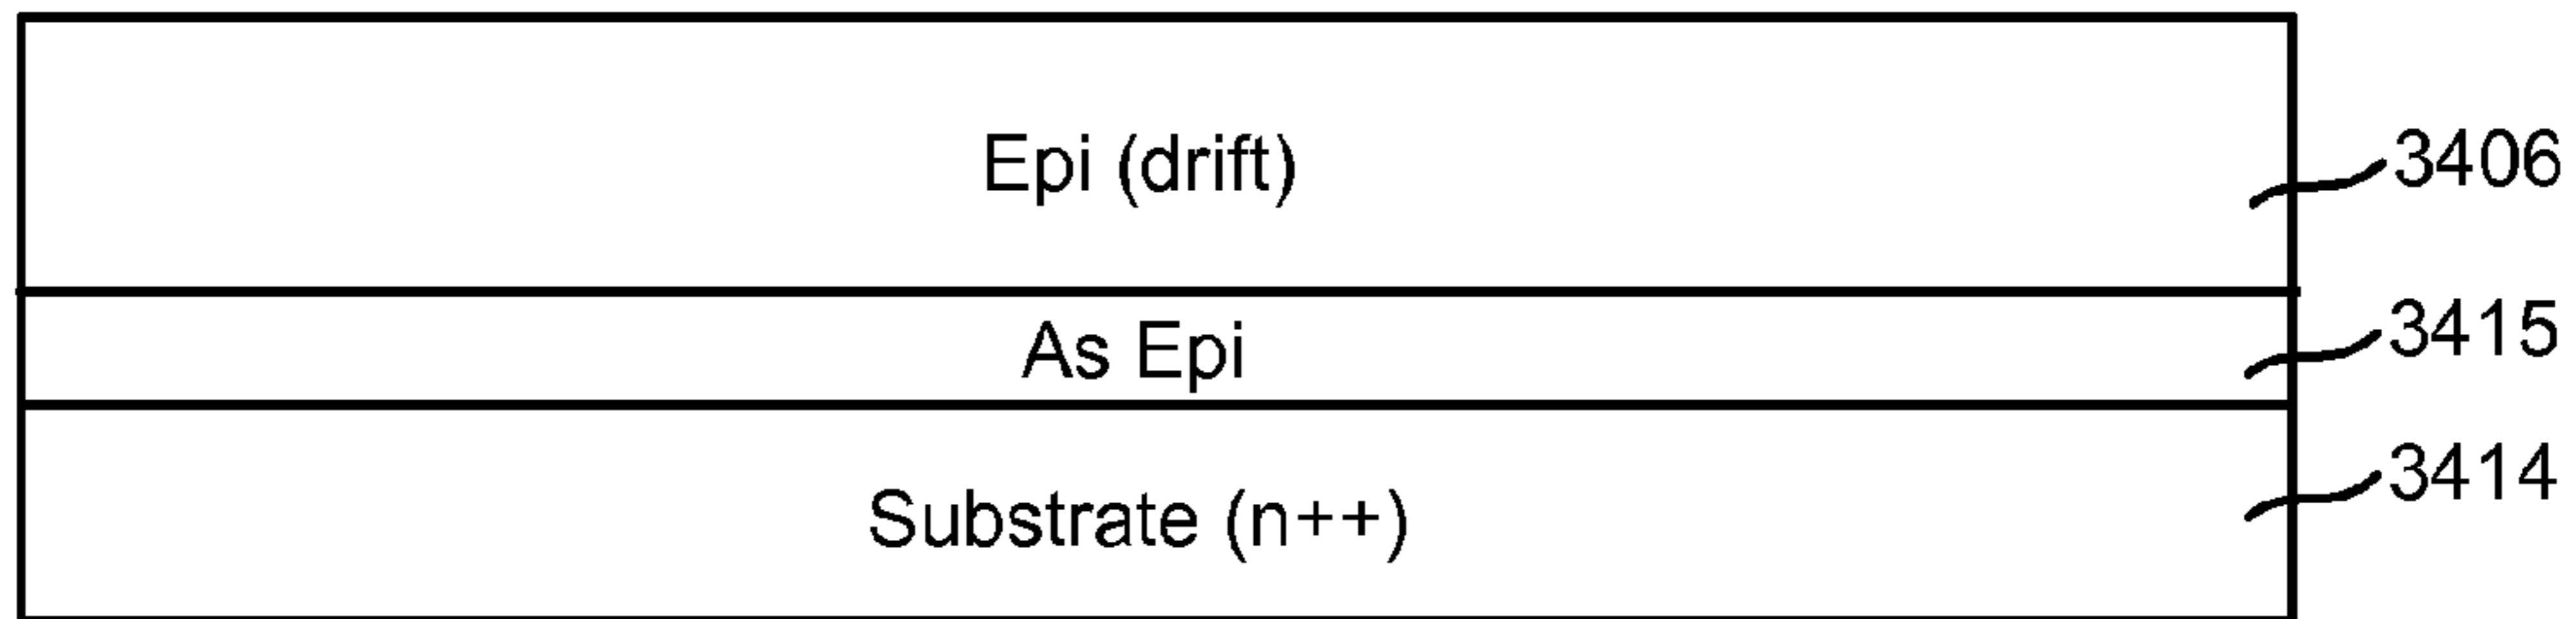 Epi (drift)
3406
As Epi
3415
Substrate (n++)
3414